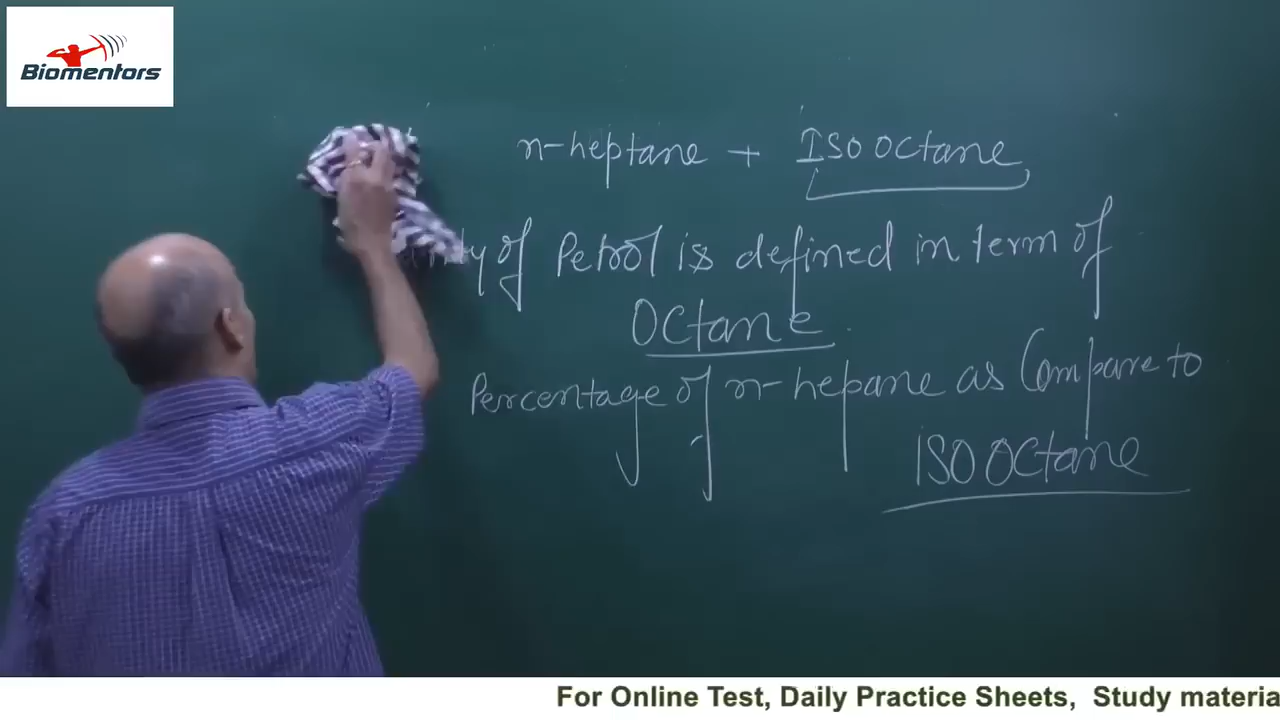 Biomentors
n-heptane + ISO Octane
of Petrol is defined in term of
Octane
Percentage of n-hepane as Compare to
ISO Octane
For Online Test, Daily Practice Sheets, Study materia